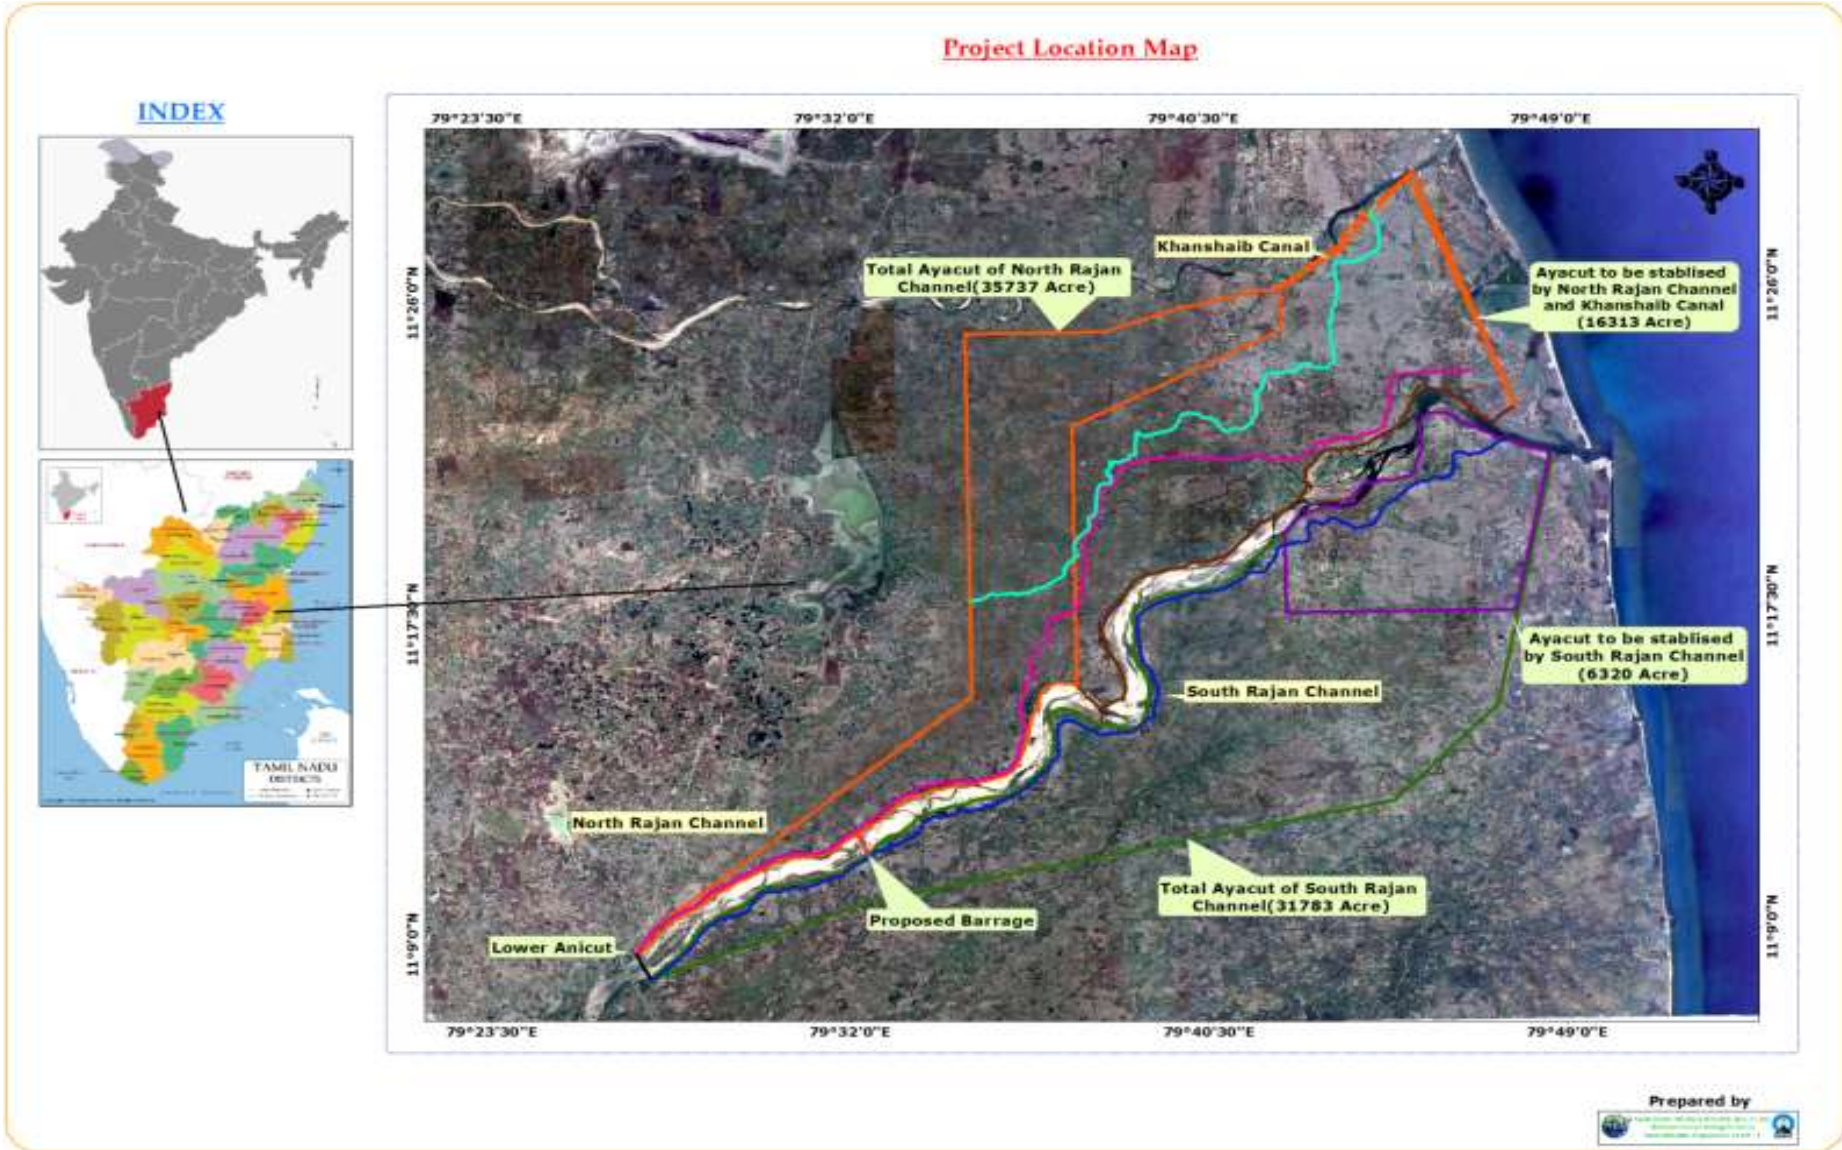 Project Location Map
INDEX
79°23'30"E
79°32'0"E
79°40'30"E
79°49'0"E
11°26'0"N
11°26'0"N
Khanshaib Canal
Total Ayacut of North Rajan
Channel(35737 Acre)
Ayacut to be stablised
by North Rajan Channel
and Khanshaib Canal
(16313 Acre)
11°17'30"N
11°17'30"N
Ayacut to be stablised
by South Rajan Channel
(6320 Acre)
South Rajan Channel
North Rajan Channel
Total Ayacut of South Rajan
Channel(31783 Acre)
Proposed Barrage
Lower Anicut
11°9'0"N
11°9'0"N
79°23'30"E
79°32'0"E
79°40'30"E
79°49'0"E
TAMIL NADU
DISTRICTS
Prepared by